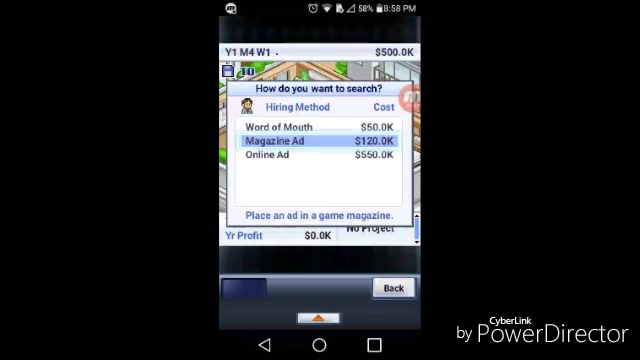 58% 8:58 PM
Y1 M4 W1 . $500.0K
How do you want to search?
Hiring Method Cost
Word of Mouth $50.0K
Magazine Ad $120.0K
Online Ad $550.0K
Place an ad in a game magazine.
No Project
Yr Profit $0.0K
Back
CyberLink
by PowerDirector